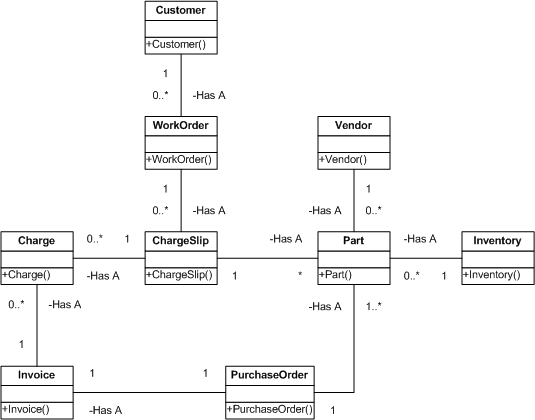 Customer
+Customer()
1
0..* -Has A
WorkOrder Vendor
+WorkOrder() +Vendor()
1 1
0..* -Has A -Has A 0..*
0..* 1 -Has A -Has A
Charge ChargeSlip Part Inventory
+Charge() +ChargeSlip() +Part() +Inventory()
-Has A 1 * 0..* 1
0..* -Has A -Has A 1..*
1
Invoice 1 1 PurchaseOrder
+Invoice() -Has A +PurchaseOrder() 1